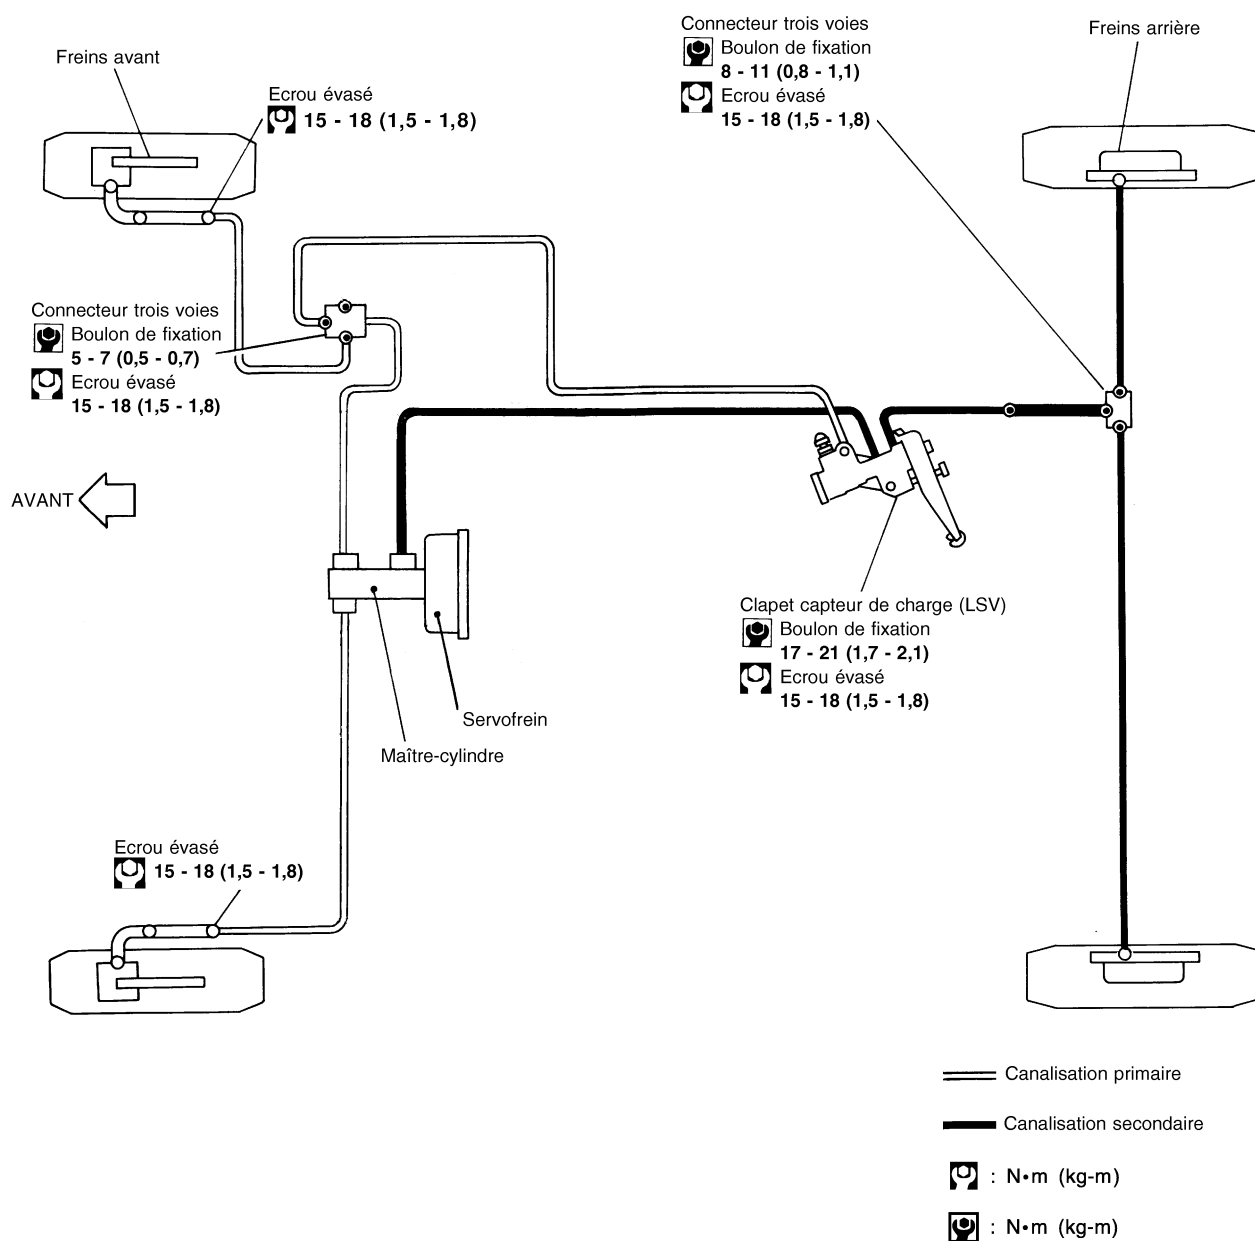 Freins avant
Ecrou évasé
15 - 18 (1,5 - 1,8)
Connecteur trois voies
Boulon de fixation
8 - 11 (0,8 - 1,1)
Ecrou évasé
15 - 18 (1,5 - 1,8)
Freins arrière
Connecteur trois voies
Boulon de fixation
5 - 7 (0,5 - 0,7)
Ecrou évasé
15 - 18 (1,5 - 1,8)
AVANT
Clapet capteur de charge (LSV)
Boulon de fixation
17 - 21 (1,7 - 2,1)
Ecrou évasé
15 - 18 (1,5 - 1,8)
Servofrein
Maître-cylindre
Ecrou évasé
15 - 18 (1,5 - 1,8)
Canalisation primaire
Canalisation secondaire
: N•m (kg-m)
: N•m (kg-m)